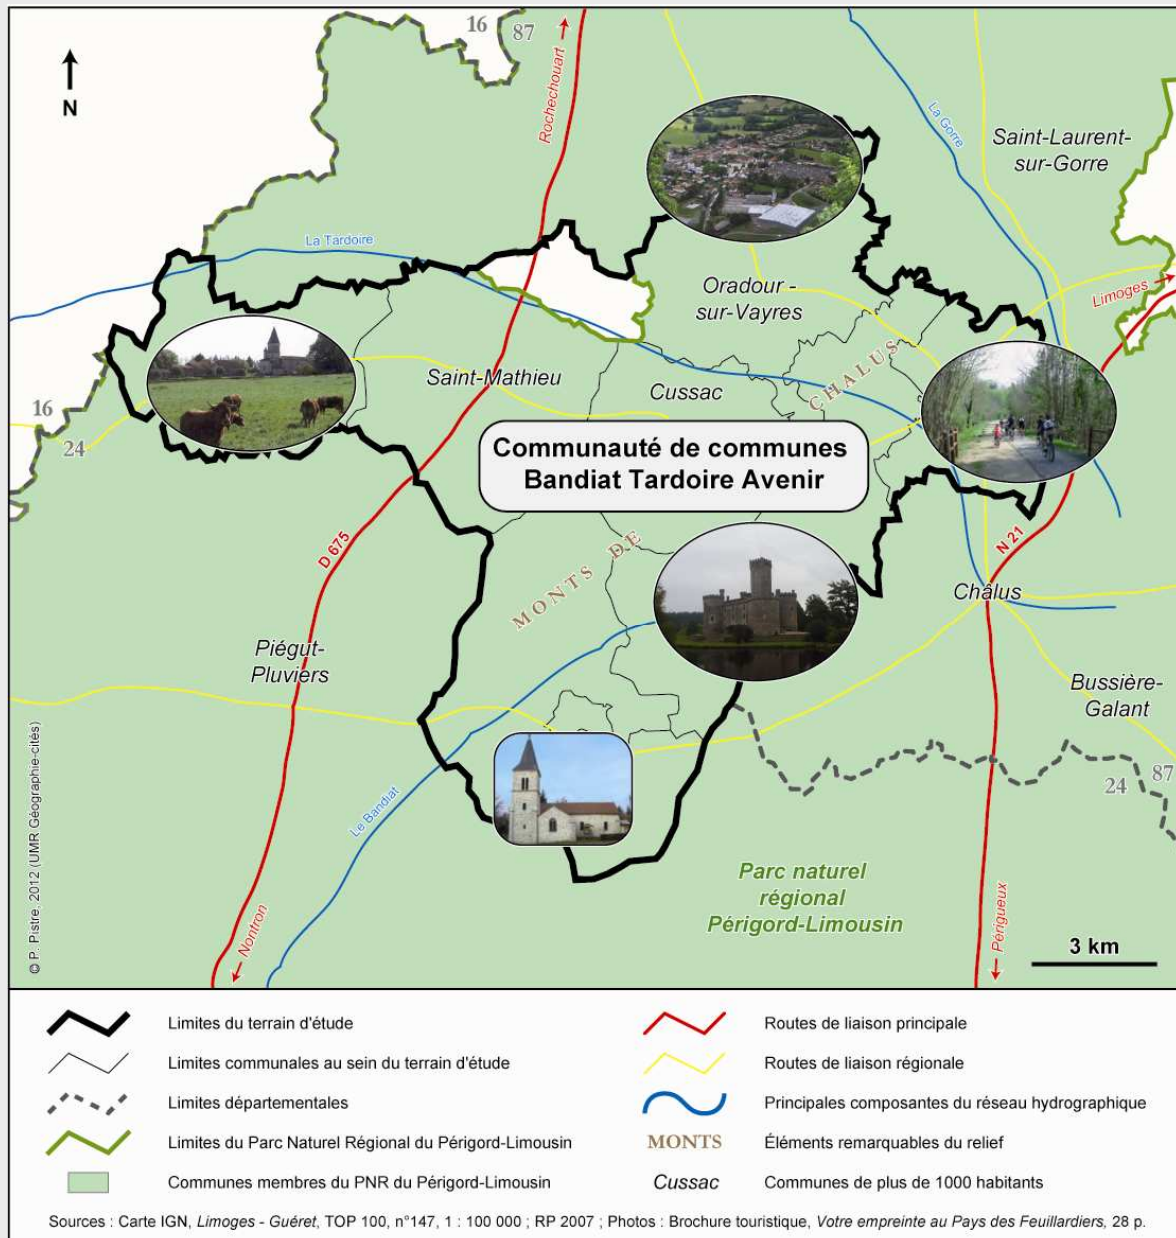 16
87
Rochechouart
N
La Gorre
Saint-Laurent-
sur-Gorre
La Tardoire
Limoges
Oradour -
sur-Vayres
CHALUS
Saint-Mathieu
Cussac
16
24
Communauté de communes
Bandiat Tardoire Avenir
D 675
MONTS DE
N 21
Châlus
Piégut-
Pluviers
Bussière-
Galant
24
87
Le Bandiat
Parc naturel
régional
Périgord-Limousin
Nontron
Périgueux
3 km
© P. Pistre, 2012 (UMR Géographie-cités)
Limites du terrain d'étude
Limites communales au sein du terrain d'étude
Limites départementales
Limites du Parc Naturel Régional du Périgord-Limousin
Communes membres du PNR du Périgord-Limousin
Routes de liaison principale
Routes de liaison régionale
Principales composantes du réseau hydrographique
MONTS Éléments remarquables du relief
Cussac Communes de plus de 1000 habitants
Sources : Carte IGN, Limoges - Guéret, TOP 100, n°147, 1 : 100 000 ; RP 2007 ; Photos : Brochure touristique, Votre empreinte au Pays des Feuillardiers, 28 p.